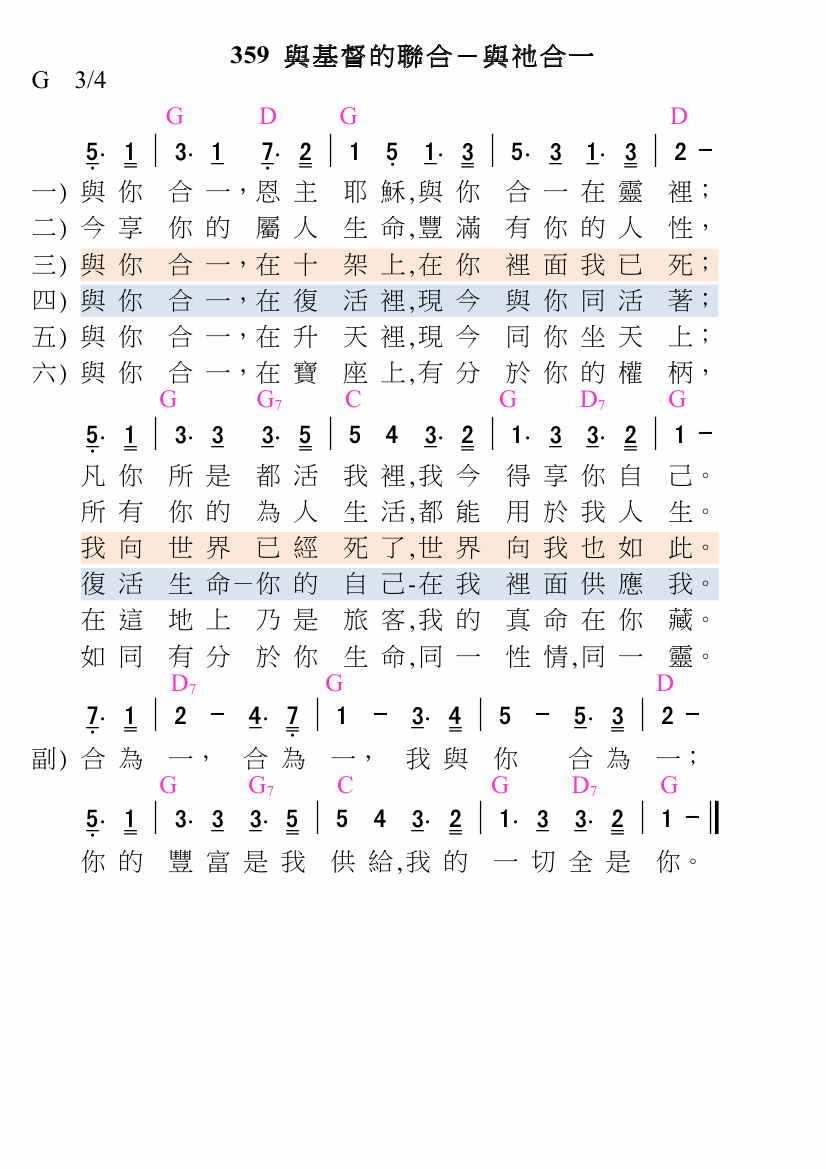 359 與基督的聯合－與祂合一
G 3/4
G D G D
5. 1 | 3. 1 7. 2 | 1 5 1. 3 | 5. 3 1. 3 | 2 −
一) 與你 合一，恩主 耶穌,與你 合一在靈 裡；
二) 今享 你的 屬人 生命,豐滿 有你的人 性，
三) 與你 合一，在十 架上,在你 裡面我已 死；
四) 與你 合一，在復 活裡,現今 與你同活 著；
五) 與你 合一，在升 天裡,現今 同你坐天 上；
六) 與你 合一，在寶 座上,有分 於你的權 柄，
G G7 C G D7 G
5. 1 | 3. 3 3. 5 | 5 4 3. 2 | 1. 3 3. 2 | 1 −
凡你 所是 都活 我裡,我今 得享你自 己。
所有 你的 為人 生活,都能 用於我人 生。
我向 世界 已經 死了,世界 向我也如 此。
復活 生命－你的 自己-在我 裡面供應 我。
在這 地上 乃是 旅客,我的 真命在你 藏。
如同 有分 於你 生命,同一 性情,同一 靈。
D7 G D
7. 1 | 2 − 4. 7 | 1 − 3. 4 | 5 − 5. 3 | 2 −
副) 合為 一， 合為 一， 我與 你 合為 一；
G G7 C G D7 G
5. 1 | 3. 3 3. 5 | 5 4 3. 2 | 1. 3 3. 2 | 1 − ||
你的 豐富是我 供給,我的 一切全是 你。